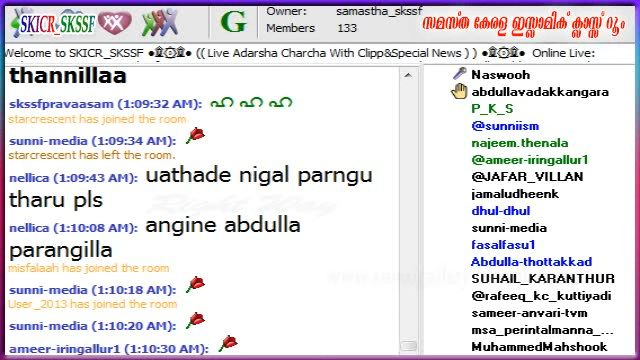 SKICR_SKSSF
G
Owner: samastha_skssf
Members 133
സമസ്ത കേരള ഇസ്ലാമിക് ക്ലാസ്സ് റൂം
Welcome to SKICR_SKSSF ●۩۞۩● (( Live Adarsha Charcha With Clipp&Special News ) ) ●۩۞۩● Online Live:
thannillaa
skssfpravaasam (1:09:32 AM): ഹ ഹ ഹ
starcrescent has joined the room
sunni-media (1:09:34 AM):
starcrescent has left the room.
nellica (1:09:43 AM): uathade nigal parngu
tharu pls
nellica (1:10:08 AM): angine abdulla
parangilla
misfalaah has joined the room
sunni-media (1:10:18 AM):
User_2013 has joined the room
sunni-media (1:10:20 AM):
ameer-iringallur1 (1:10:30 AM):
Naswooh
abdullavadakkangara
P_K_S
@sunniism
najeem.thenala
@ameer-iringallur1
@JAFAR_VILLAN
jamaludheenk
dhul-dhul
sunni-media
fasalfasu1
Abdulla-thottakkad
SUHAIL_KARANTHUR
@rafeeq_kc_kuttiyadi
sameer-anvari-tvm
msa_perintalmanna_...
MuhammedMahshook